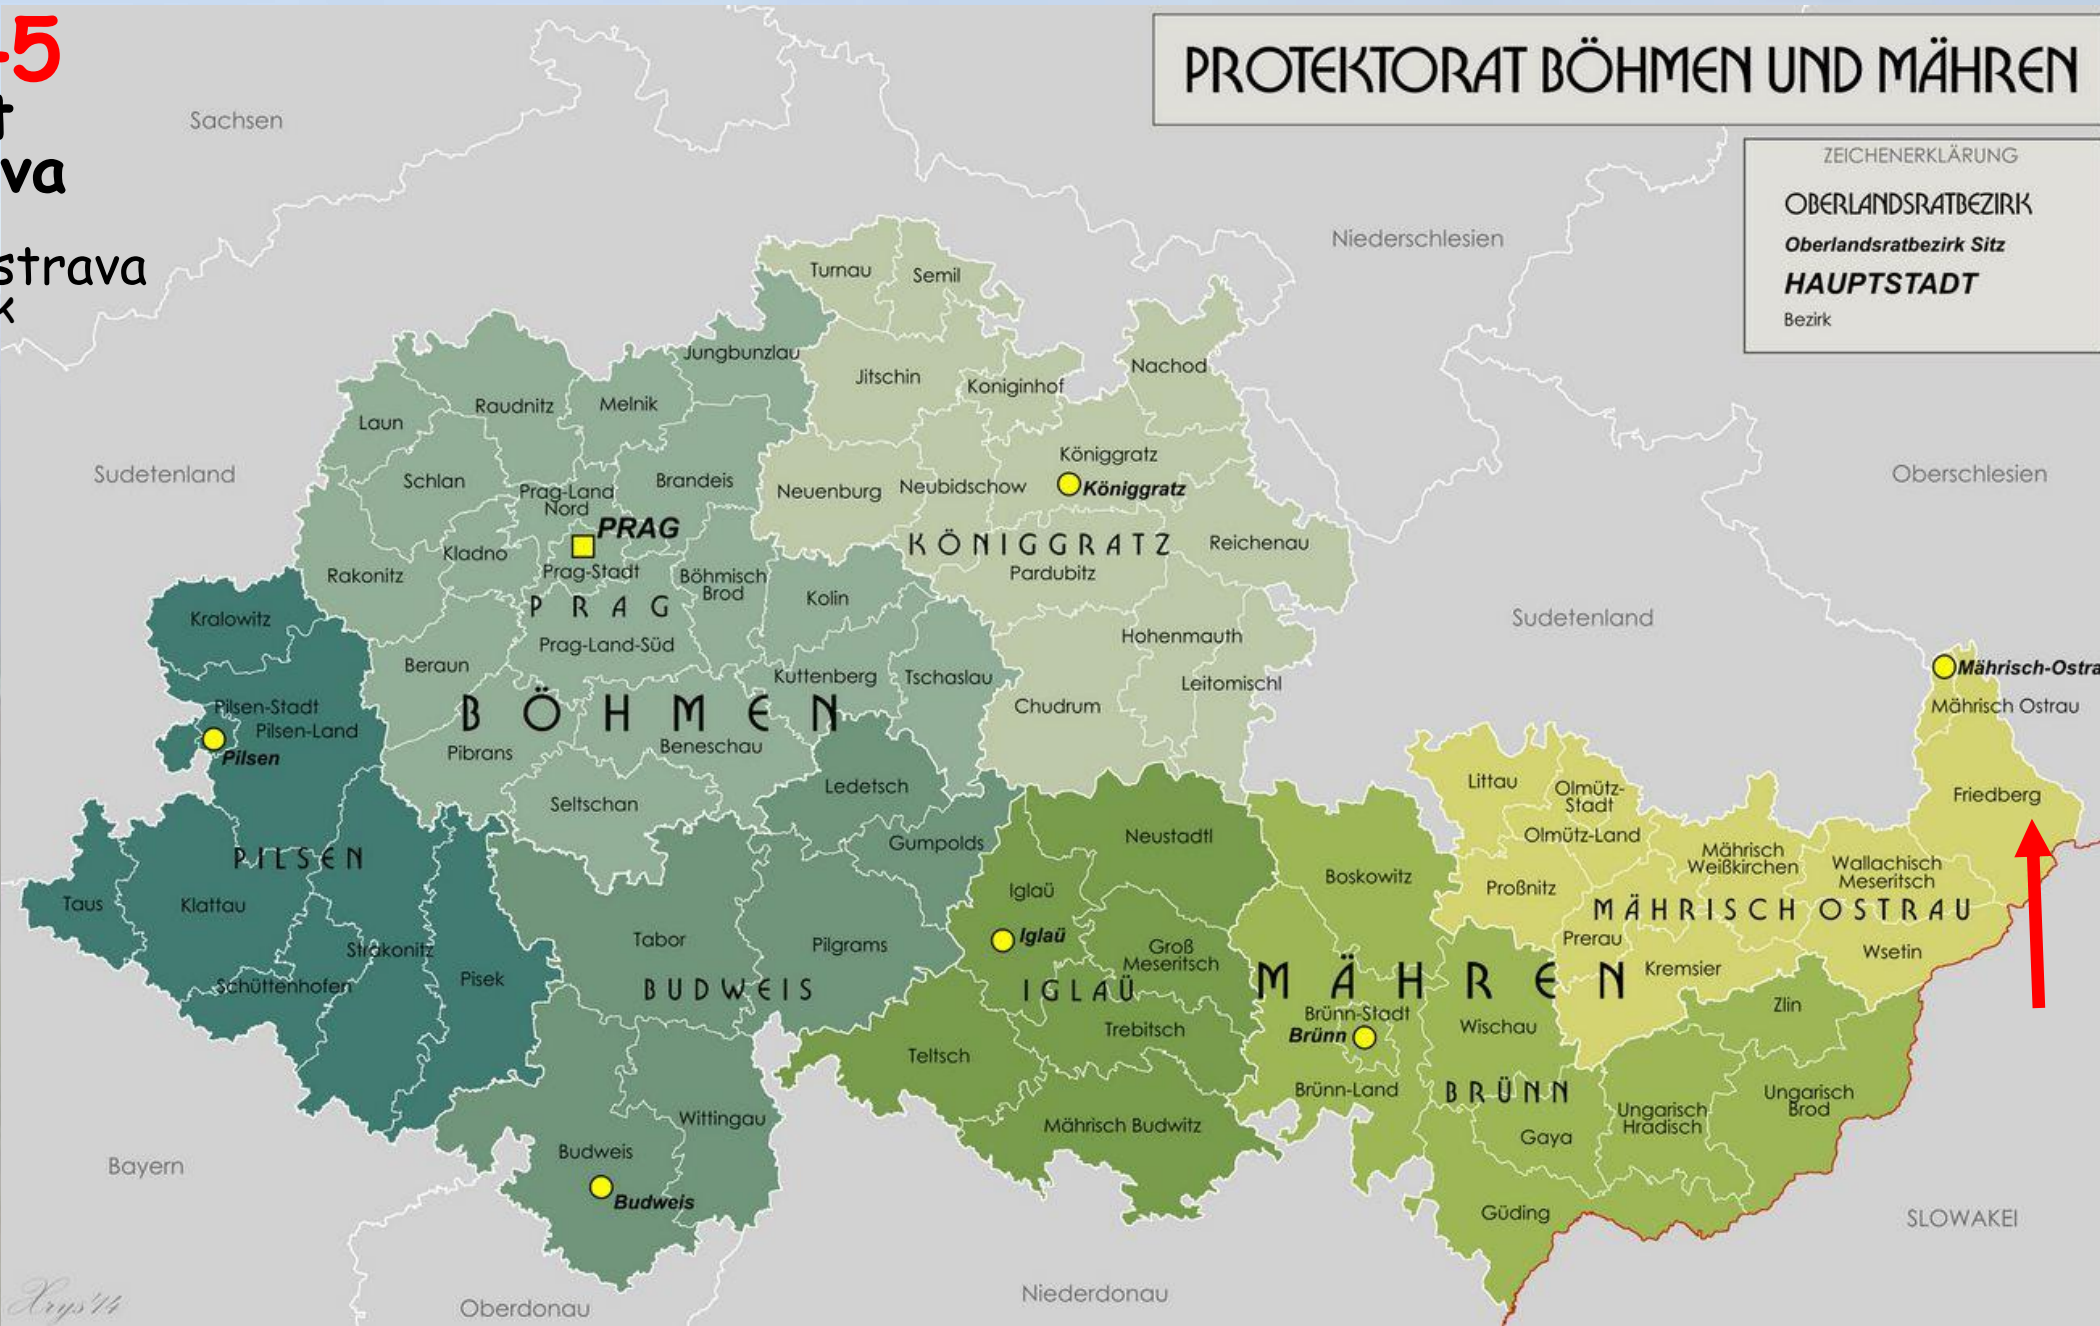 -5
t
va
strava
k
PROTEKTORAT BÖHMEN UND MÄHREN
ZEICHENERKLÄRUNG
OBERLANDSRATBEZIRK
Oberlandsratbezirk Sitz
HAUPTSTADT
Bezirk
Sachsen
Niederschlesien
Sudetenland
Oberschlesien
Sudetenland
Bayern
Oberdonau
Niederdonau
SLOWAKEI
BÖHMEN
MÄHREN
PRAG
PRAG
Turnau
Semil
Jungbunzlau
Jitschin
Koniginhof
Nachod
Laun
Raudnitz
Melnik
Schlan
Prag-Land
Nord
Brandeis
Neuenburg
Neubidschow
Königgratz
Königgratz
KÖNIGGRATZ
Reichenau
Pardubitz
Rakonitz
Kladno
Prag-Stadt
Böhmisch
Brod
Kolin
Prag-Land-Süd
Beraun
Kuttenberg
Tschaslau
Hohenmauth
Leitomischl
Chudrum
Pibrans
Beneschau
Seltschan
Ledetsch
Gumpolds
Kralowitz
Pilsen-Stadt
Pilsen-Land
Pilsen
PILSEN
Taus
Klattau
Strakonitz
Schüttenhofen
Pisek
Tabor
Pilgrams
BUDWEIS
Wittingau
Budweis
Budweis
Neustadtl
Iglaü
Iglaü
Groß
Meseritsch
IGLAÜ
Trebitsch
Teltsch
Mährisch Budwitz
Boskowitz
Brünn-Stadt
Brünn
Brünn-Land
Wischau
BRÜNN
Gaya
Güding
Ungarisch
Hradisch
Ungarisch
Brod
Zlin
Littau
Olmütz-
Stadt
Olmütz-Land
Proßnitz
Mährisch
Weißkirchen
Wallachisch
Meseritsch
MÄHRISCH OSTRAU
Prerau
Kremsier
Wsetin
Mährisch-Ostra
Mährisch Ostrau
Friedberg
Xrys'14